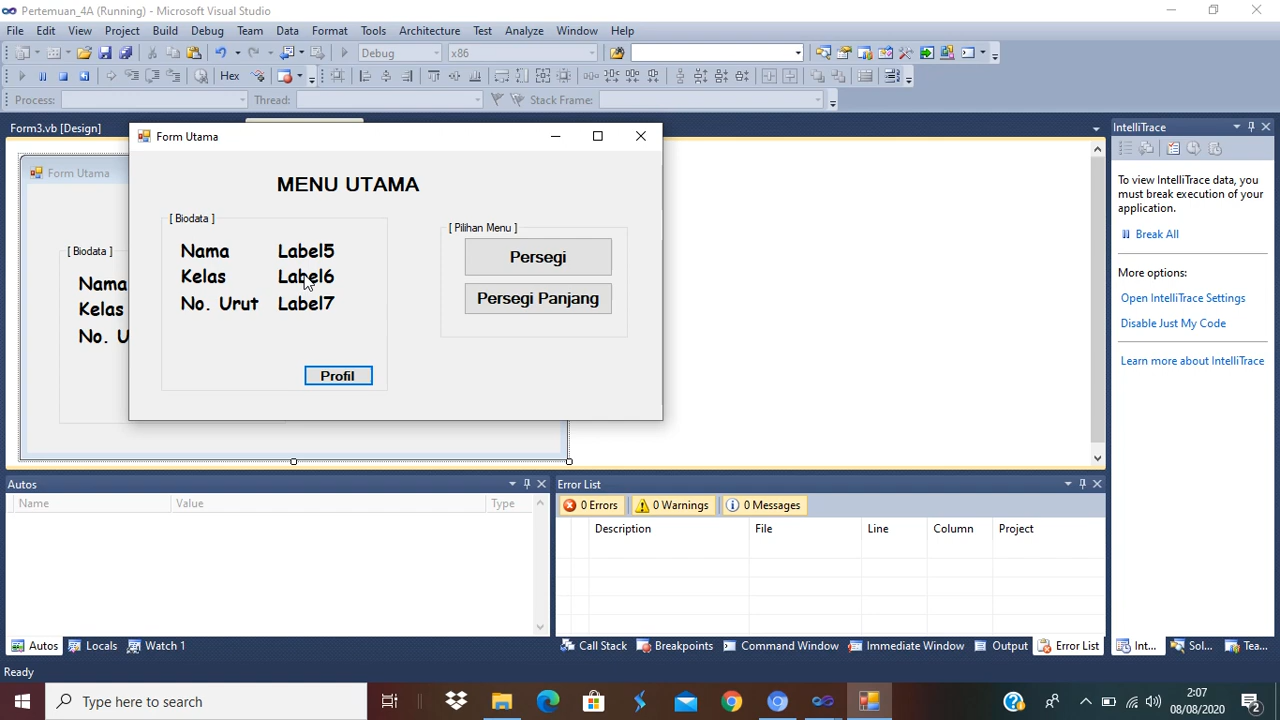 Pertemuan_4A (Running) - Microsoft Visual Studio
File Edit View Project Build Debug Team Data Format Tools Architecture Test Analyze Window Help
Debug x86
Hex
Process: Thread: Stack Frame:
Form3.vb [Design]
Form Utama
[ Biodata ]
Nama
Kelas
No. U
Form Utama
MENU UTAMA
[ Biodata ]
Nama Label5
Kelas Label6
No. Urut Label7
Profil
[ Pilihan Menu ]
Persegi
Persegi Panjang
IntelliTrace
To view IntelliTrace data, you
must break execution of your
application.
Break All
More options:
Open IntelliTrace Settings
Disable Just My Code
Learn more about IntelliTrace
Autos
Name Value Type
Autos Locals Watch 1
Error List
0 Errors 0 Warnings 0 Messages
Description File Line Column Project
Call Stack Breakpoints Command Window Immediate Window Output Error List
Int... Sol... Tea...
Ready
Type here to search
2:07
08/08/2020
2